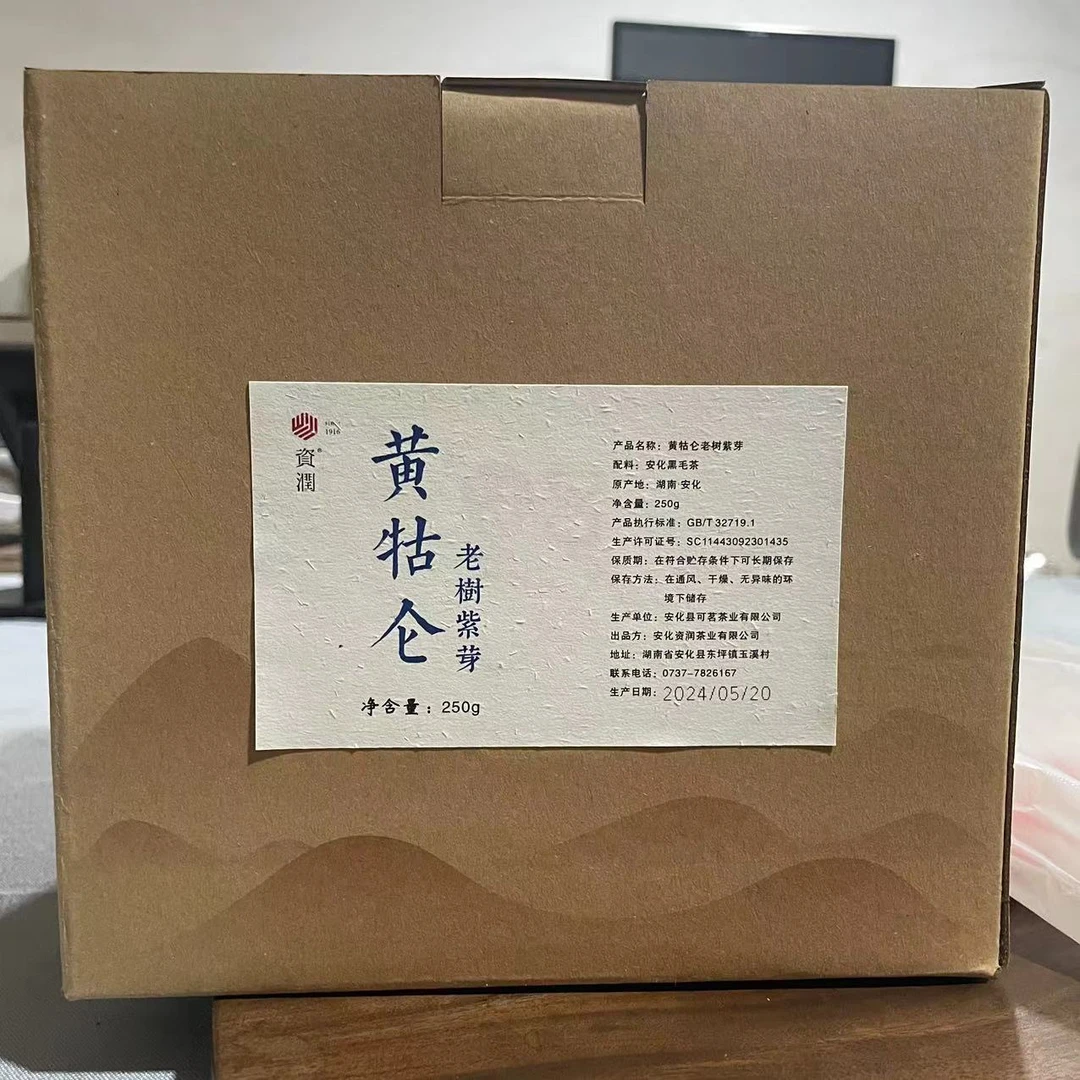 1916
資潤
黄牯仑
老樹紫芽
净含量：250g
产品名称：黄牯仑老树紫芽
配料：安化黑毛茶
原产地：湖南·安化
净含量：250g
产品执行标准：GB/T 32719.1
生产许可证号：SC11443092301435
保质期：在符合贮存条件下可长期保存
保存方法：在通风、干燥、无异味的环
境下储存
生产单位：安化县可茗茶业有限公司
出品方：安化资润茶业有限公司
地址：湖南省安化县东坪镇玉溪村
联系电话：0737-7826167
生产日期：2024/05/20